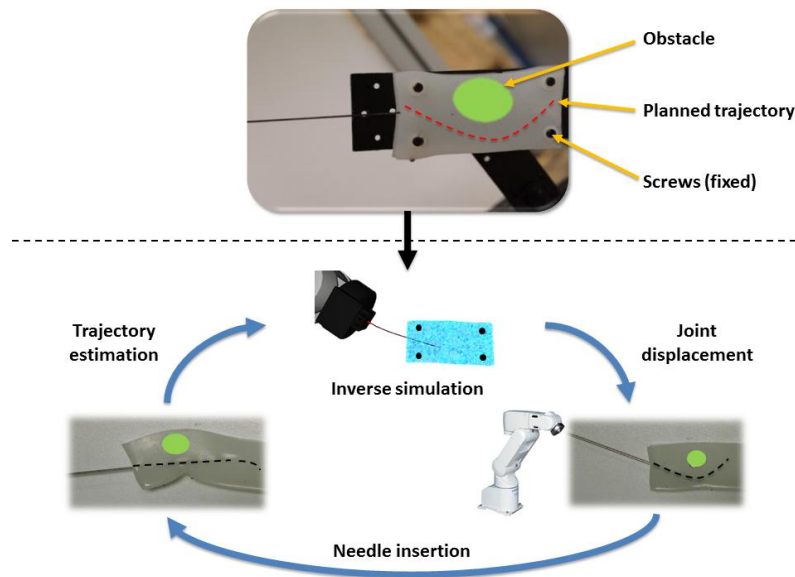 Obstacle
Planned trajectory
Screws (fixed)
Trajectory
estimation
Inverse simulation
Joint
displacement
Needle insertion